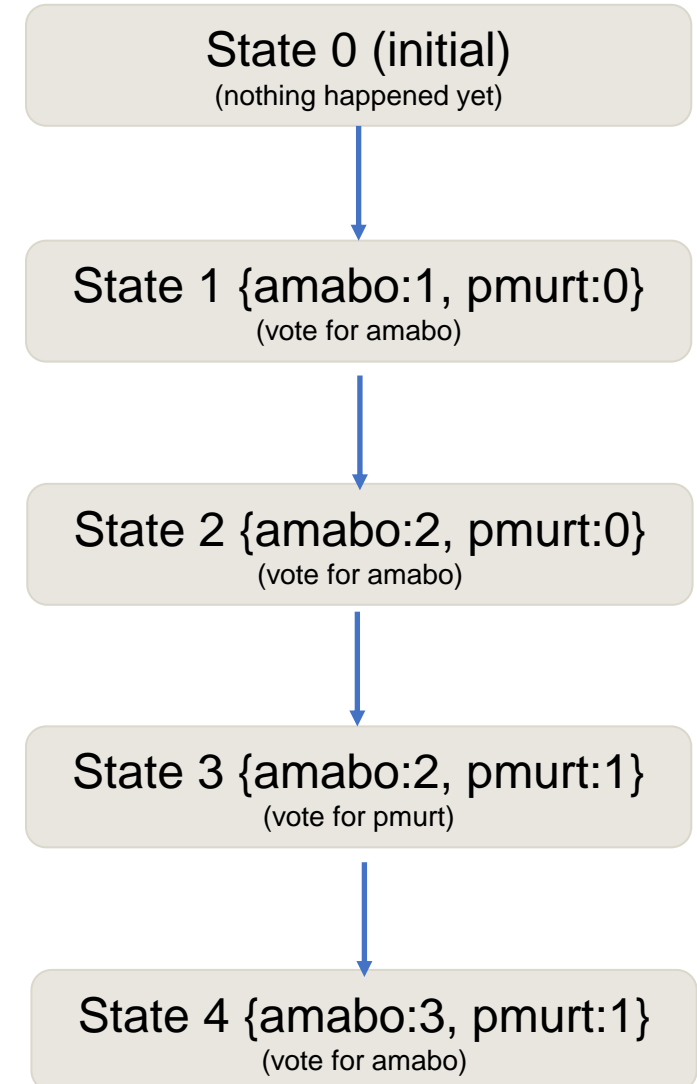 State 0 (initial)
(nothing happened yet)
State 1 {amabo:1, pmurt:0}
(vote for amabo)
State 2 {amabo:2, pmurt:0}
(vote for amabo)
State 3 {amabo:2, pmurt:1}
(vote for pmurt)
State 4 {amabo:3, pmurt:1}
(vote for amabo)